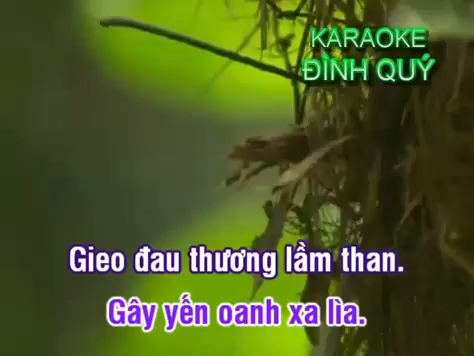 KARAOKE
ĐÌNH QUÝ
Gieo đau thương lầm than.
Gây yến oanh xa lìa.